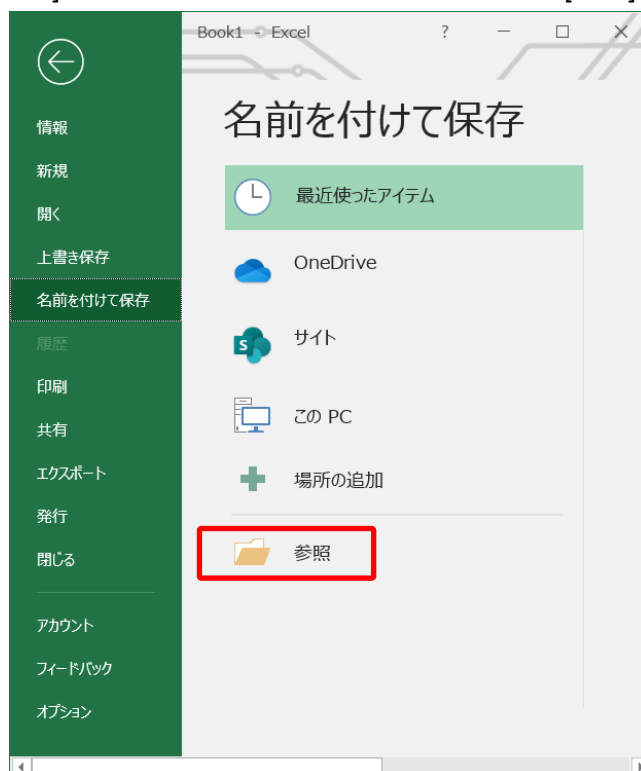 Book1 - Excel
?
名前を付けて保存
情報
新規
開く
上書き保存
名前を付けて保存
履歴
印刷
共有
エクスポート
発行
閉じる
アカウント
フィードバック
オプション
最近使ったアイテム
OneDrive
サイト
この PC
場所の追加
参照